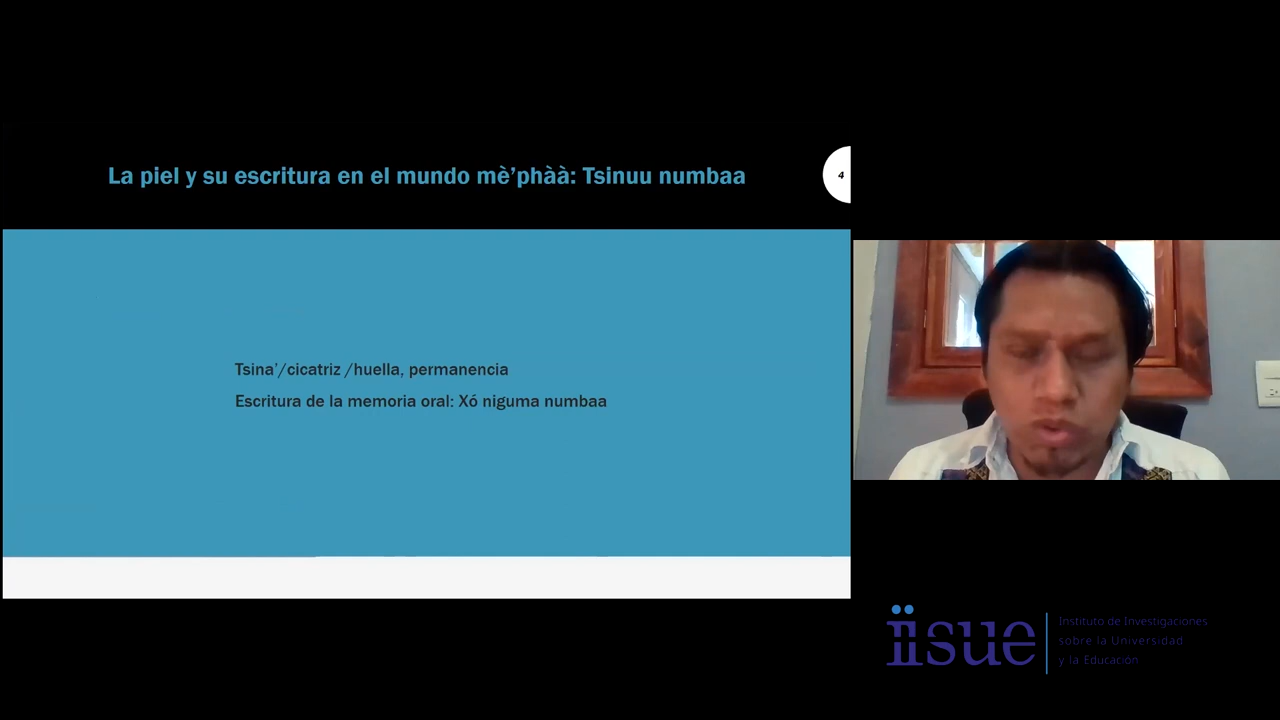 La piel y su escritura en el mundo mè’phàà: Tsinuu numbaa
4
Tsina’/cicatriz /huella, permanencia
Escritura de la memoria oral: Xó niguma numbaa
iisue
Instituto de Investigaciones
sobre la Universidad
y la Educación